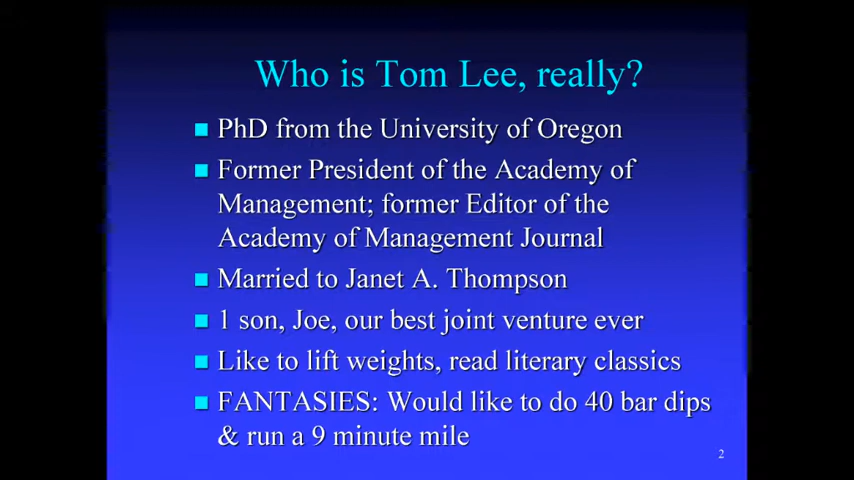 Who is Tom Lee, really?
PhD from the University of Oregon
Former President of the Academy of
Management; former Editor of the
Academy of Management Journal
Married to Janet A. Thompson
1 son, Joe, our best joint venture ever
Like to lift weights, read literary classics
FANTASIES: Would like to do 40 bar dips
& run a 9 minute mile
2